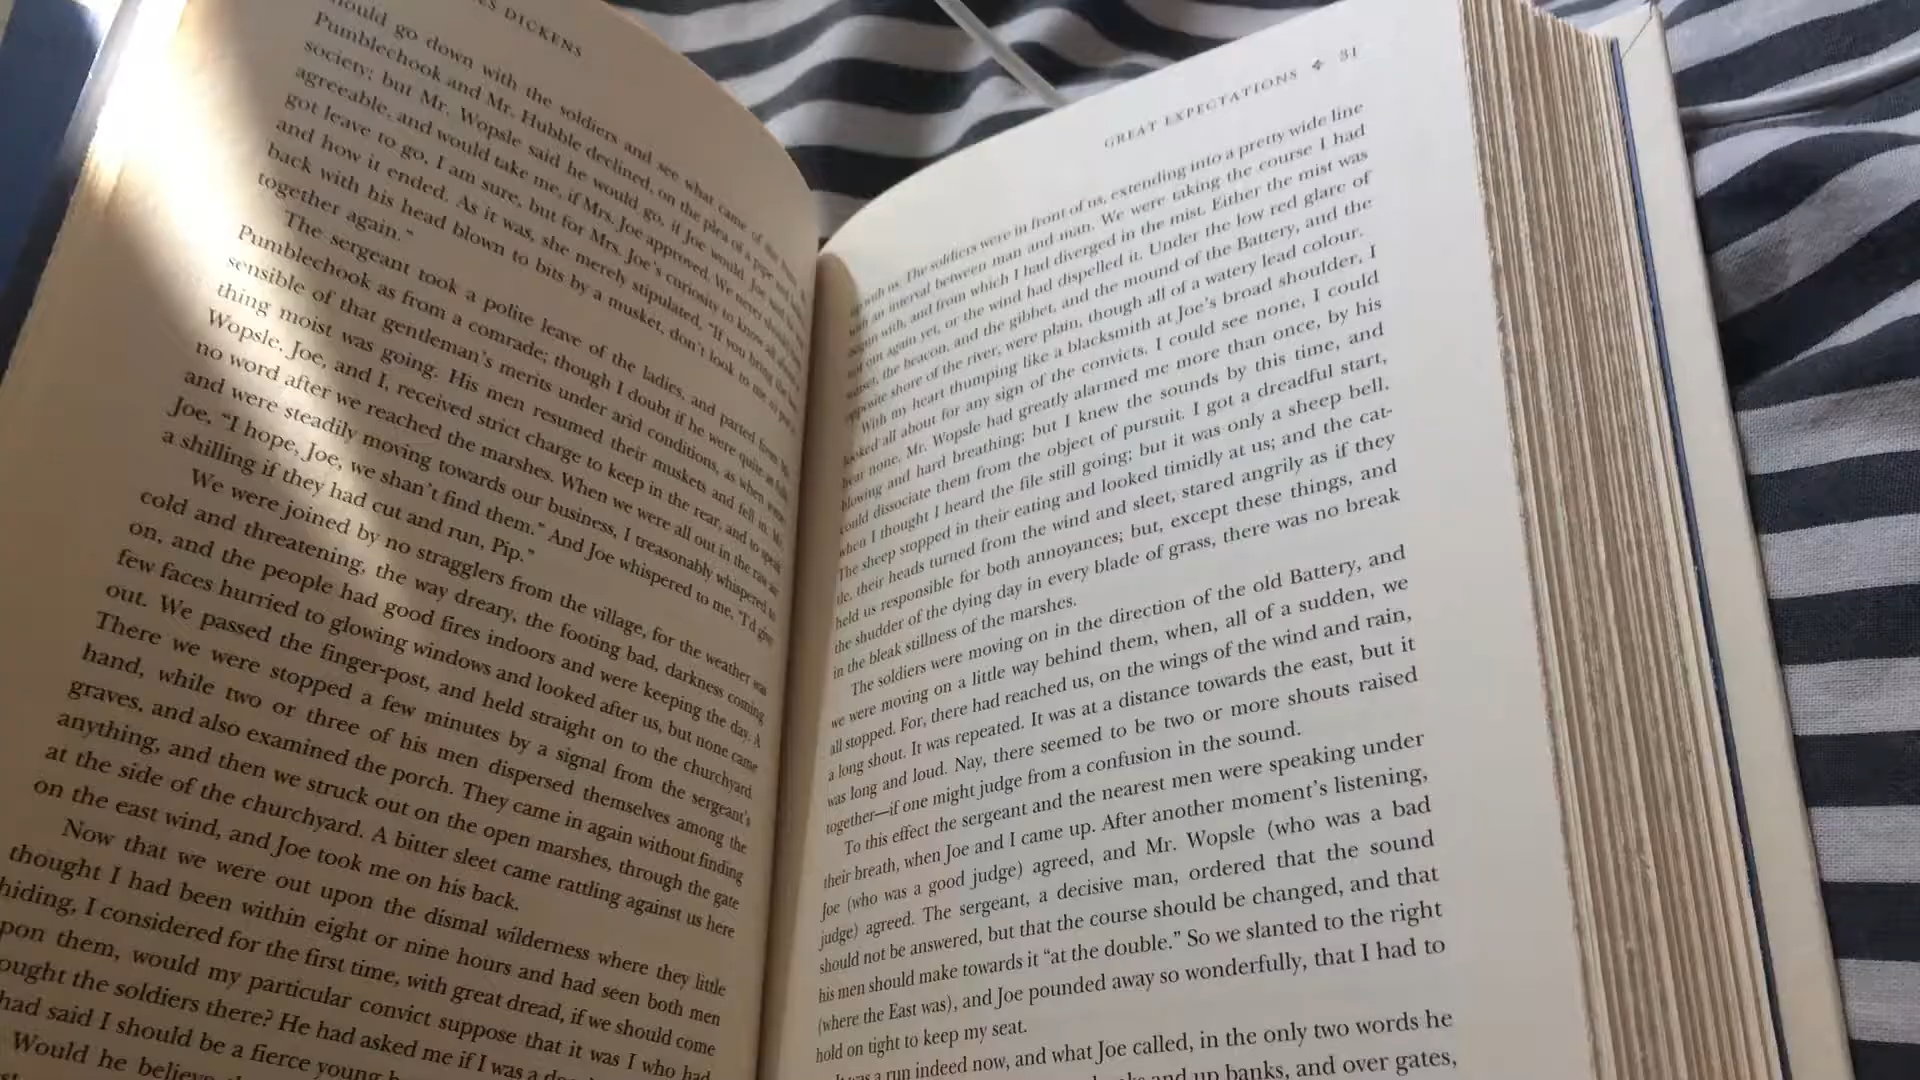 ES DICKENS
hould go down with the soldiers and see what came of
Pumblechook and Mr. Hubble declined, on the plea of a pipe and
society; but Mr. Wopsle said he would go, if Joe would. Joe said he was
agreeable, and would take me, if Mrs. Joe approved. We never should have
got leave to go, I am sure, but for Mrs. Joe's curiosity to know all about it
and how it ended. As it was, she merely stipulated, "If you bring the boy
back with his head blown to bits by a musket, don't look to me to put it
together again."
The sergeant took a polite leave of the ladies, and parted from Mr.
Pumblechook as from a comrade; though I doubt if he were quite as fully
sensible of that gentleman's merits under arid conditions, as when some-
thing moist was going. His men resumed their muskets and fell in. Mr.
Wopsle, Joe, and I, received strict charge to keep in the rear, and to speak
no word after we reached the marshes. When we were all out in the raw air
and were steadily moving towards our business, I treasonably whispered to
Joe, "I hope, Joe, we shan't find them." And Joe whispered to me, "I'd give
a shilling if they had cut and run, Pip."
We were joined by no stragglers from the village, for the weather was
cold and threatening, the way dreary, the footing bad, darkness coming
on, and the people had good fires indoors and were keeping the day. A
few faces hurried to glowing windows and looked after us, but none came
out. We passed the finger-post, and held straight on to the churchyard.
There we were stopped a few minutes by a signal from the sergeant's
hand, while two or three of his men dispersed themselves among the
graves, and also examined the porch. They came in again without finding
anything, and then we struck out on the open marshes, through the gate
at the side of the churchyard. A bitter sleet came rattling against us here
on the east wind, and Joe took me on his back.
Now that we were out upon the dismal wilderness where they little
thought I had been within eight or nine hours and had seen both men
hiding, I considered for the first time, with great dread, if we should come
pon them, would my particular convict suppose that it was I who had
ought the soldiers there? He had asked me if I was a
had said I should be a fierce young
Would he believe
GREAT EXPECTATIONS ❖ 31
with us. The soldiers were in front of us, extending into a pretty wide line
with an interval between man and man. We were taking the course I had
begun with, and from which I had diverged in the mist. Either the mist was
not out again yet, or the wind had dispelled it. Under the low red glare of
sunset, the beacon, and the gibbet, and the mound of the Battery, and the
opposite shore of the river, were plain, though all of a watery lead colour.
With my heart thumping like a blacksmith at Joe's broad shoulder, I
looked all about for any sign of the convicts. I could see none, I could
hear none. Mr. Wopsle had greatly alarmed me more than once, by his
blowing and hard breathing; but I knew the sounds by this time, and
could dissociate them from the object of pursuit. I got a dreadful start,
when I thought I heard the file still going; but it was only a sheep bell.
The sheep stopped in their eating and looked timidly at us; and the cat-
tle, their heads turned from the wind and sleet, stared angrily as if they
held us responsible for both annoyances; but, except these things, and
the shudder of the dying day in every blade of grass, there was no break
in the bleak stillness of the marshes.
The soldiers were moving on in the direction of the old Battery, and
we were moving on a little way behind them, when, all of a sudden, we
all stopped. For, there had reached us, on the wings of the wind and rain,
a long shout. It was repeated. It was at a distance towards the east, but it
was long and loud. Nay, there seemed to be two or more shouts raised
together—if one might judge from a confusion in the sound.
To this effect the sergeant and the nearest men were speaking under
their breath, when Joe and I came up. After another moment's listening,
Joe (who was a good judge) agreed, and Mr. Wopsle (who was a bad
judge) agreed. The sergeant, a decisive man, ordered that the sound
should not be answered, but that the course should be changed, and that
his men should make towards it "at the double." So we slanted to the right
(where the East was), and Joe pounded away so wonderfully, that I had to
hold on tight to keep my seat.
It was a run indeed now, and what Joe called, in the only two words he
and up banks, and over gates,